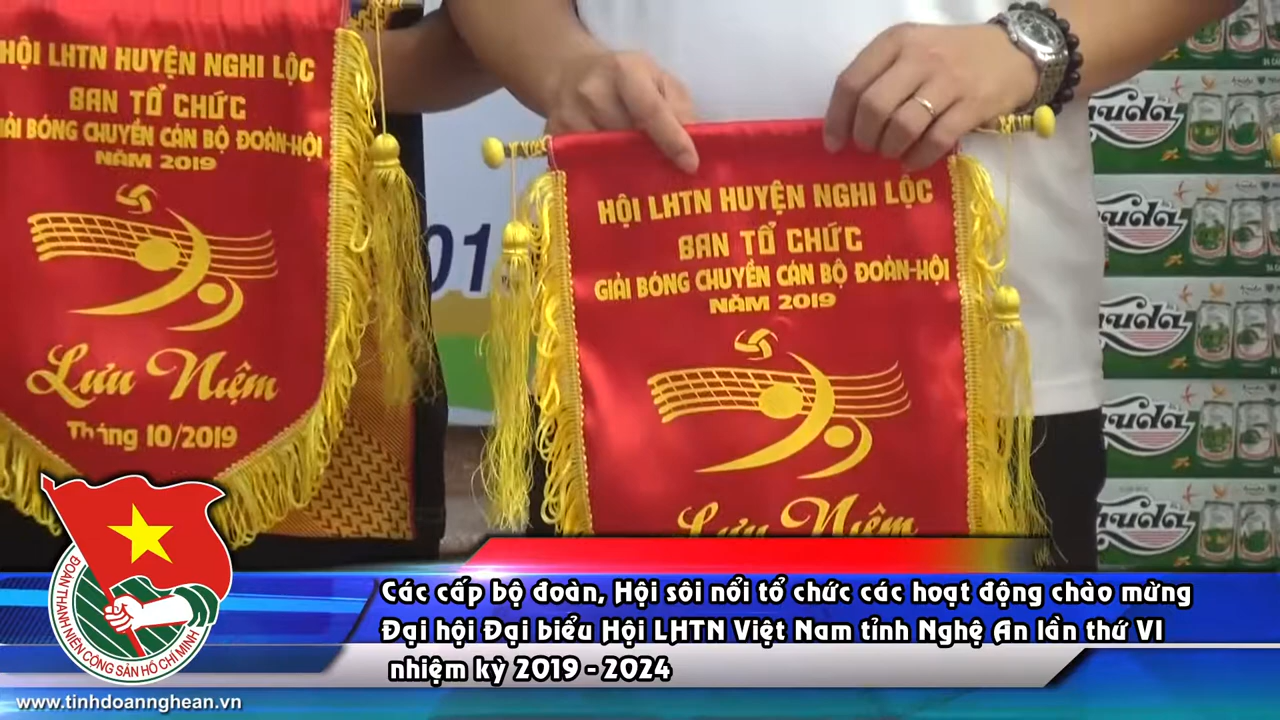 HỘI LHTN HUYỆN NGHI LỘC
BAN TỔ CHỨC
GIẢI BÓNG CHUYỀN CÁN BỘ ĐOÀN-HỘI
NĂM 2019
Lưu Niệm
Tháng 10/2019
HỘI LHTN HUYỆN NGHI LỘC
BAN TỔ CHỨC
GIẢI BÓNG CHUYỀN CÁN BỘ ĐOÀN-HỘI
NĂM 2019
Lưu Niệm
01
ĐOÀN THANH NIÊN CỘNG SẢN HỒ CHÍ MINH
Các cấp bộ đoàn, Hội sôi nổi tổ chức các hoạt động chào mừng
Đại hội Đại biểu Hội LHTN Việt Nam tỉnh Nghệ An lần thứ VI
nhiệm kỳ 2019 - 2024
www.tinhdoannghean.vn